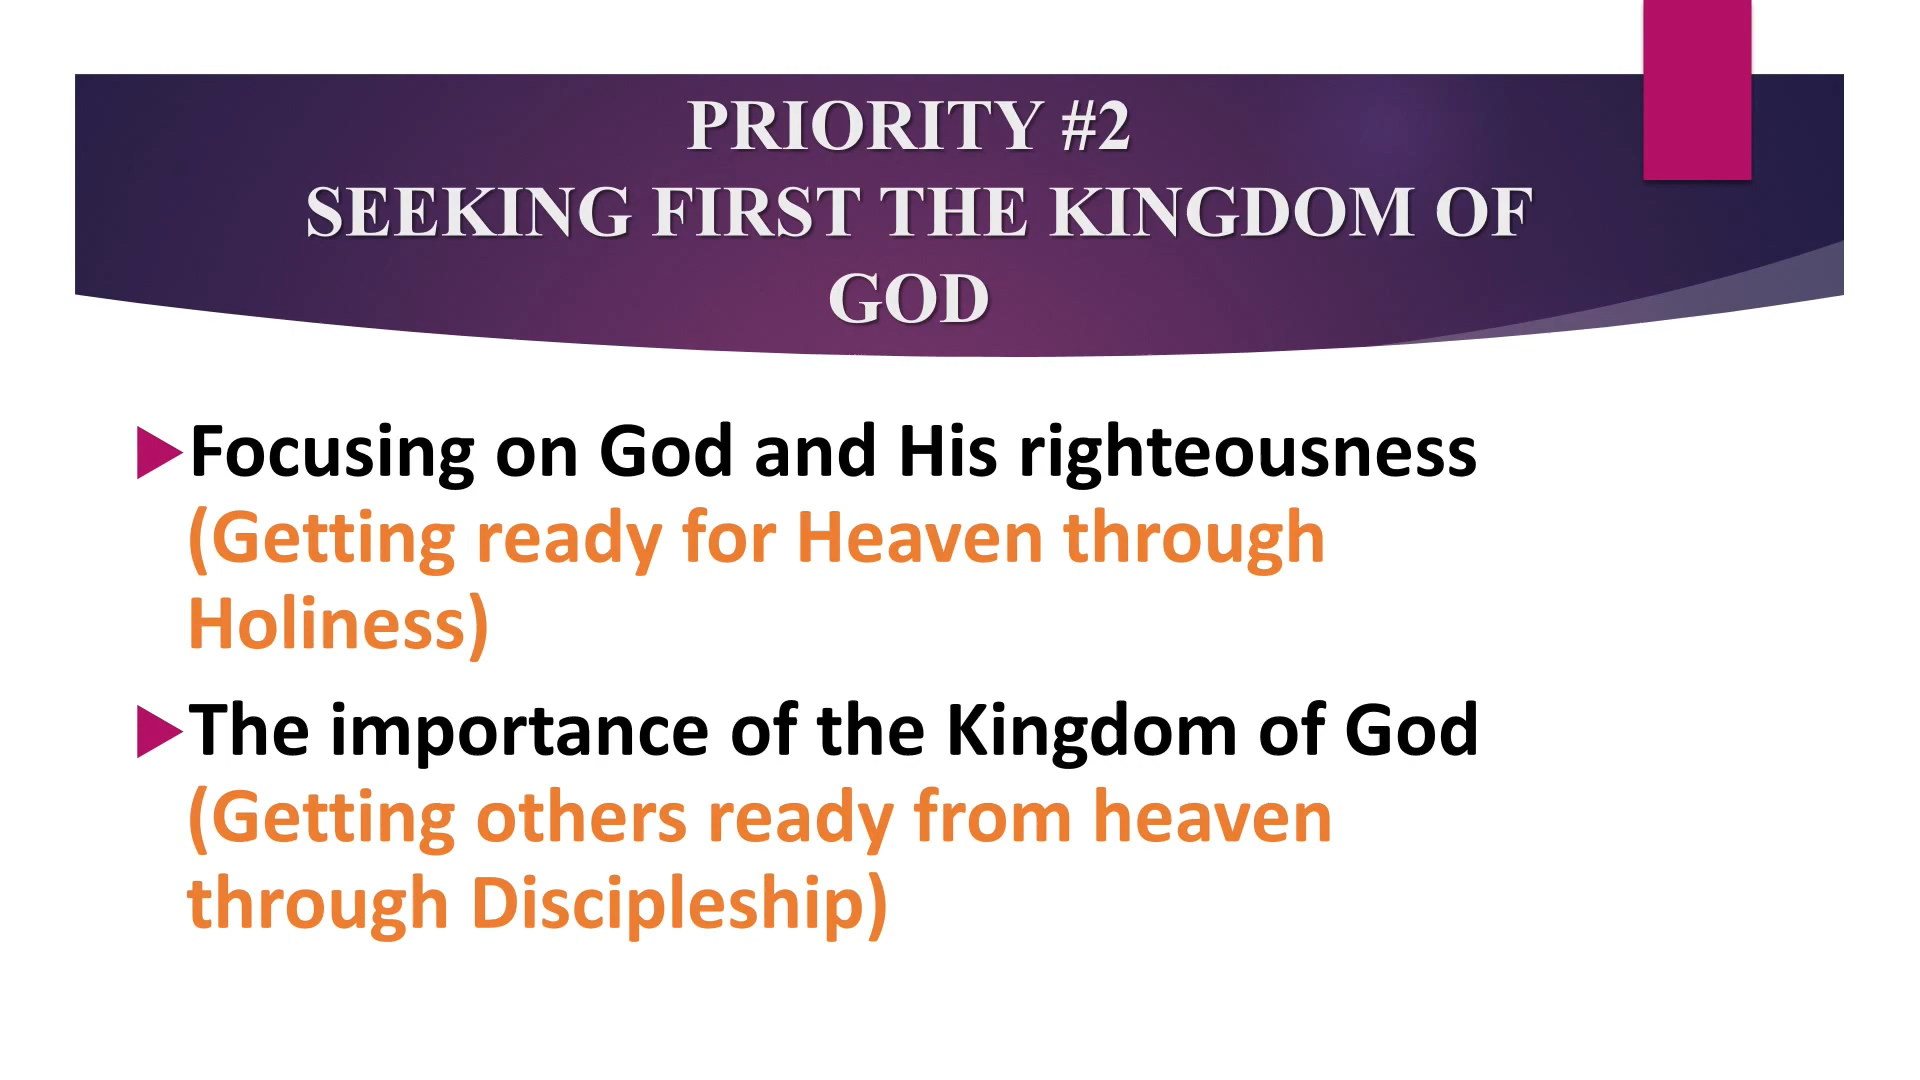 PRIORITY #2
SEEKING FIRST THE KINGDOM OF
GOD
Focusing on God and His righteousness
(Getting ready for Heaven through
Holiness)
The importance of the Kingdom of God
(Getting others ready from heaven
through Discipleship)